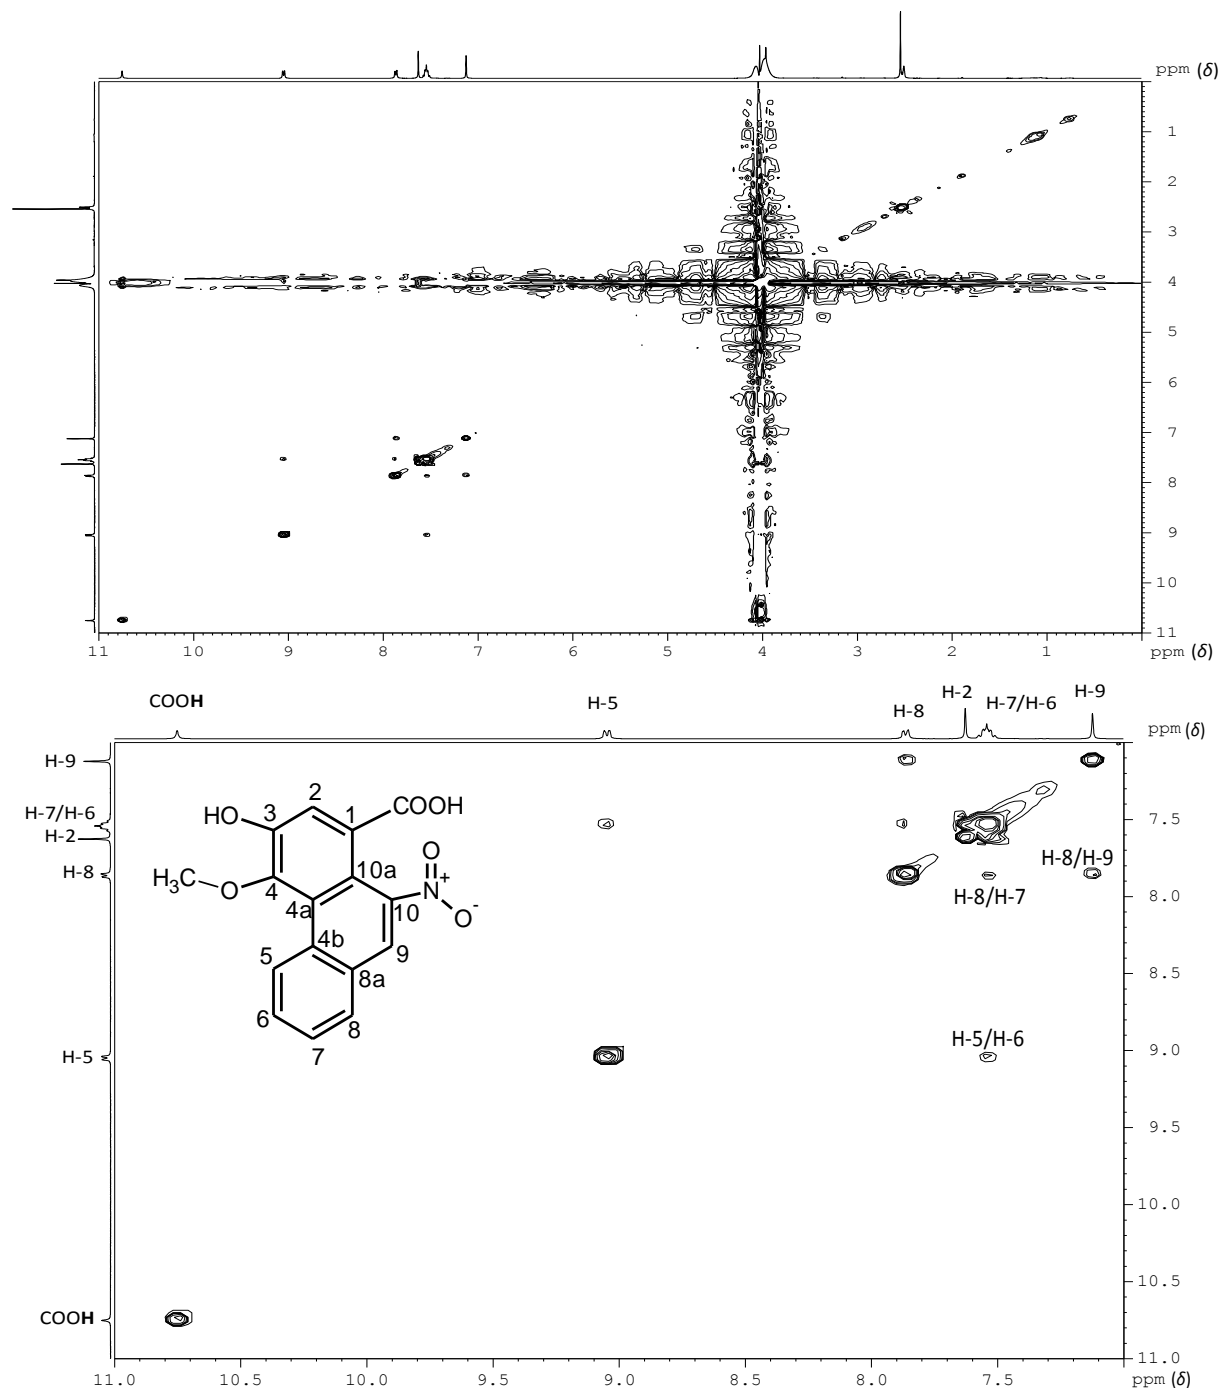 ppm (δ)
1
2
3
4
5
6
7
8
9
10
11
11 10 9 8 7 6 5 4 3 2 1 ppm (δ)
COOH H-5 H-8 H-2 H-7/H-6 H-9
ppm (δ)
H-9
H-7/H-6
H-2
H-8
H-5
COOH
HO
3
2
1
COOH
10a
O
N
+
O
-
H3C
O
4
4a
10
4b
9
5
8a
6
7
8
H-8/H-9
H-8/H-7
H-5/H-6
7.5
8.0
8.5
9.0
9.5
10.0
10.5
11.0
11.0 10.5 10.0 9.5 9.0 8.5 8.0 7.5 ppm (δ)